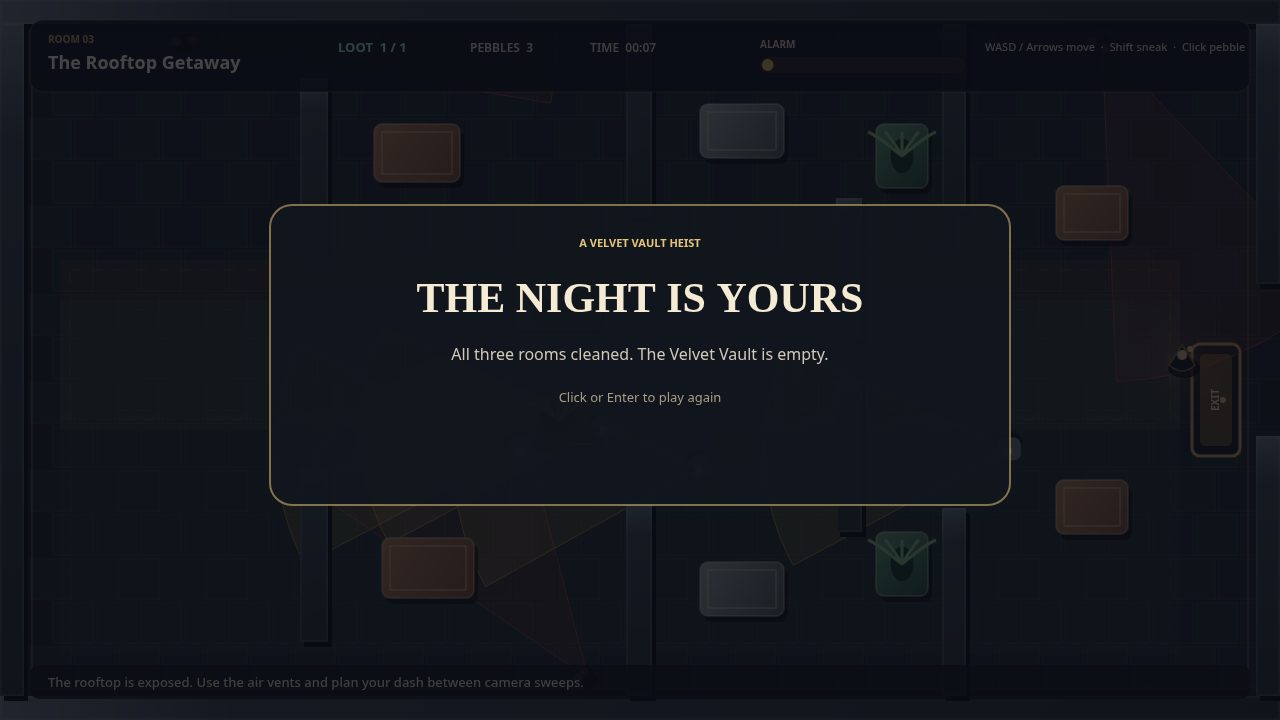 ROOM 03
The Rooftop Getaway
LOOT 1 / 1
PEBBLES 3
TIME 00:07
ALARM
WASD / Arrows move · Shift sneak · Click pebble
A VELVET VAULT HEIST
THE NIGHT IS YOURS
All three rooms cleaned. The Velvet Vault is empty.
Click or Enter to play again
EXIT
The rooftop is exposed. Use the air vents and plan your dash between camera sweeps.